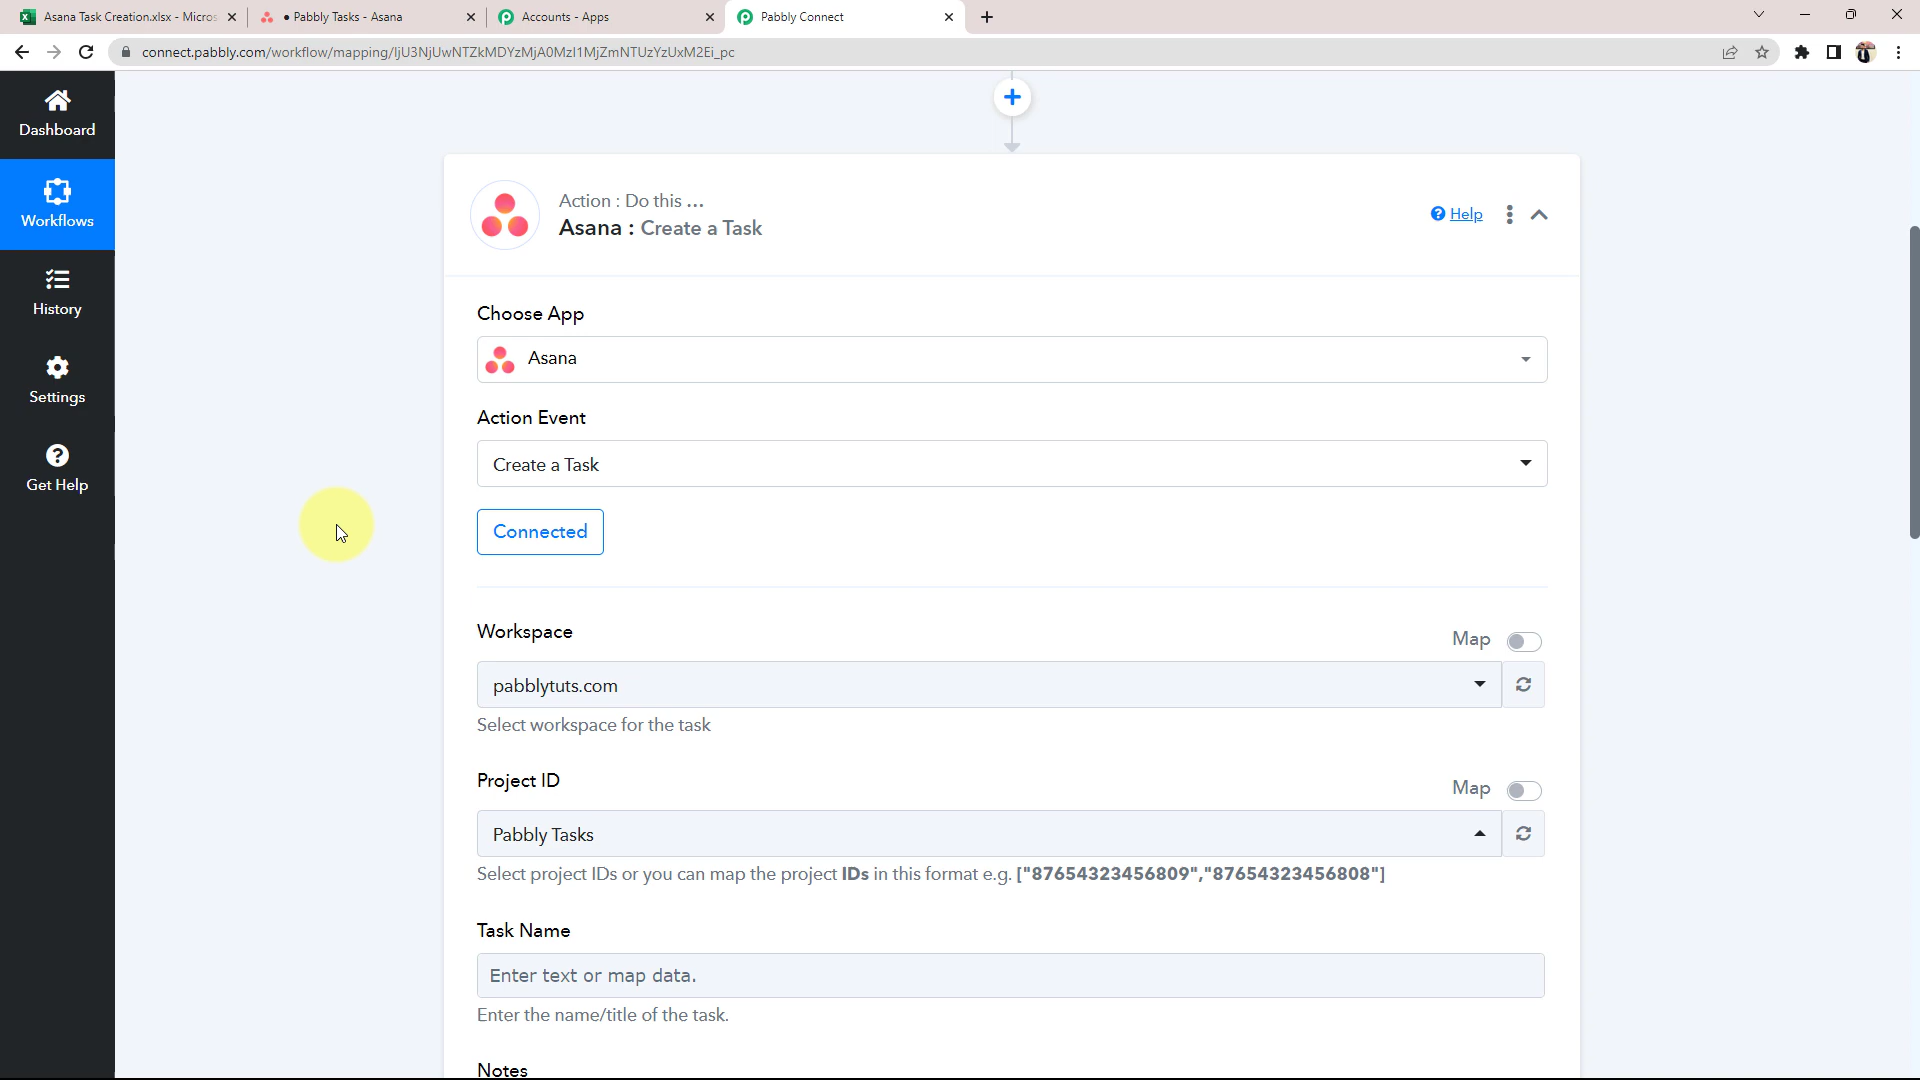 Asana Task Creation.xlsx - Micros
• Pabbly Tasks - Asana
Accounts - Apps
Pabbly Connect
connect.pabbly.com/workflow/mapping/IjU3NjUwNTZkMDYzMjA0MzI1MjZmNTUzYzUxM2Ei_pc
Dashboard
Workflows
History
Settings
Get Help
Action : Do this ...
Asana : Create a Task
Help
Choose App
Asana
Action Event
Create a Task
Connected
Workspace
Map
pabblytuts.com
Select workspace for the task
Project ID
Map
Pabbly Tasks
Select project IDs or you can map the project IDs in this format e.g. ["87654323456809","87654323456808"]
Task Name
Enter text or map data.
Enter the name/title of the task.
Notes